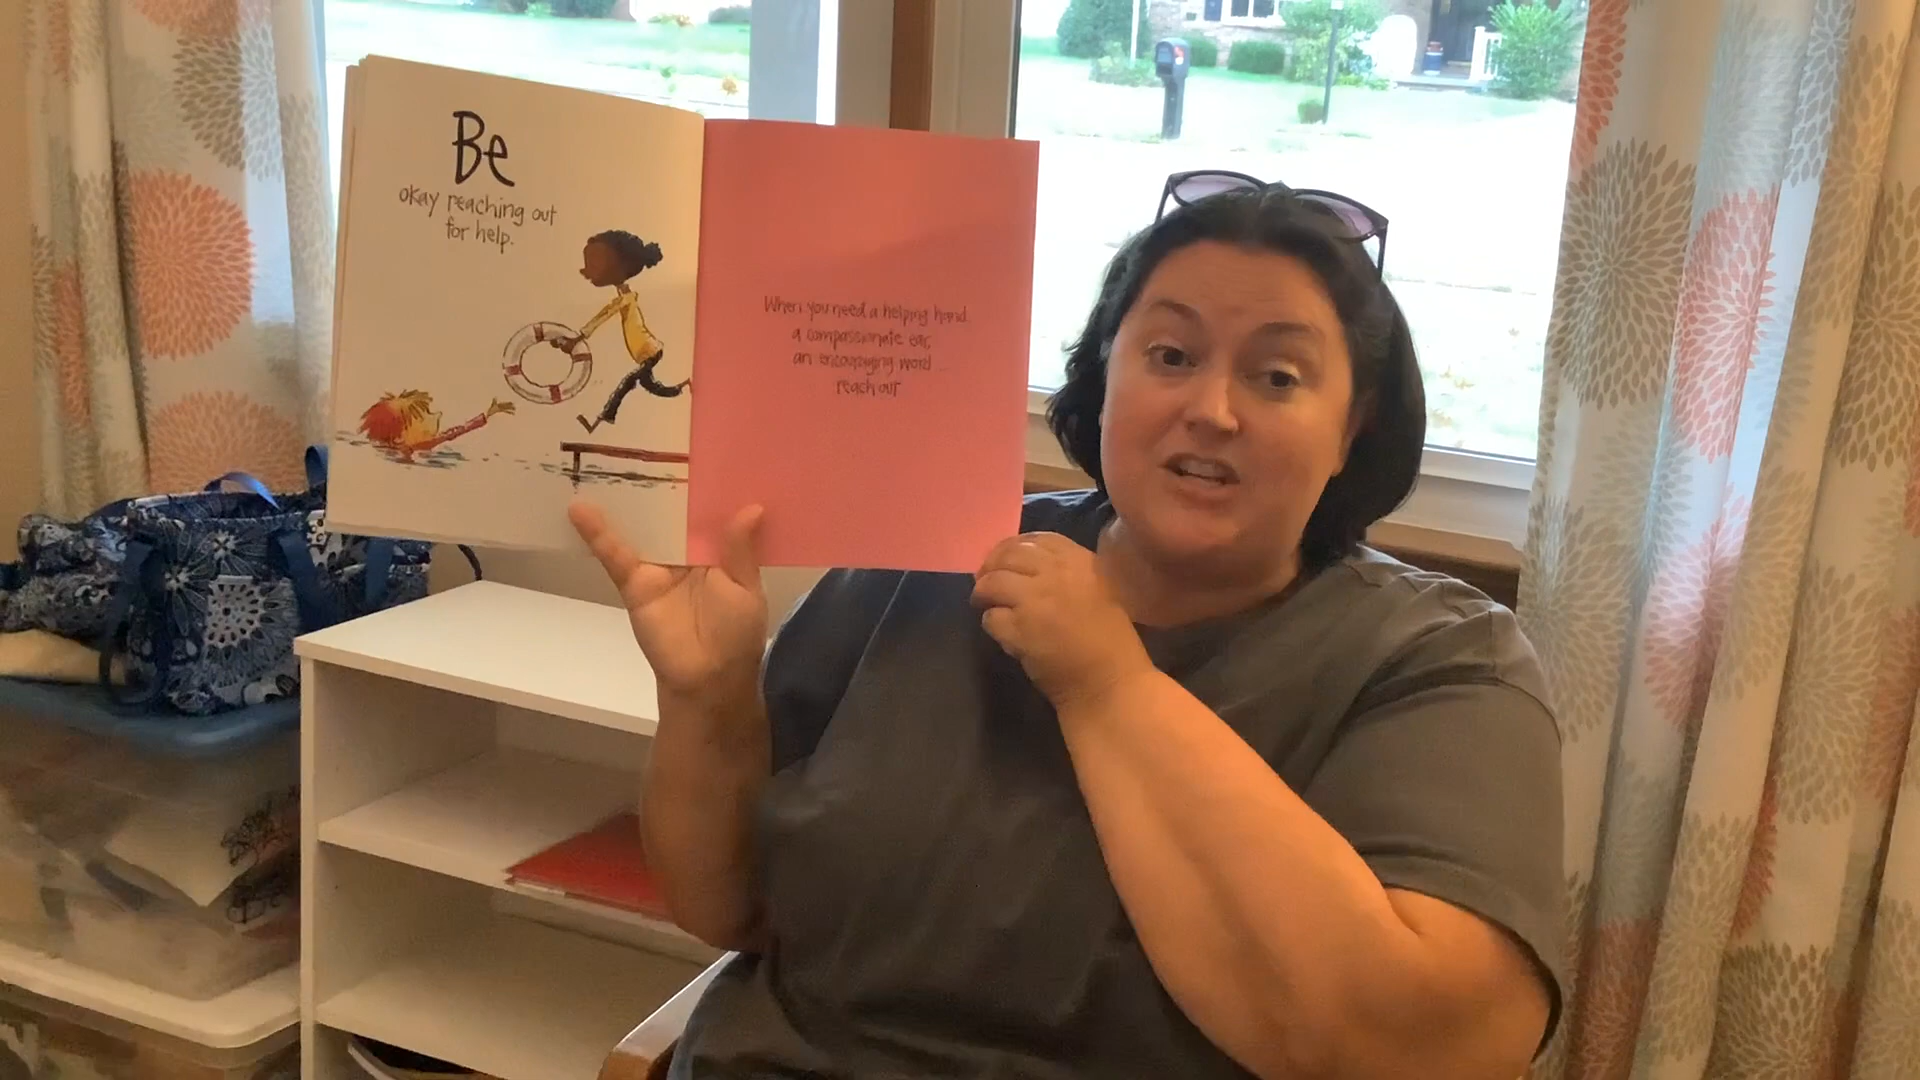 Be
okay reaching out
for help.
When you need a helping hand,
a compassionate ear,
an encouraging word ...
reach out